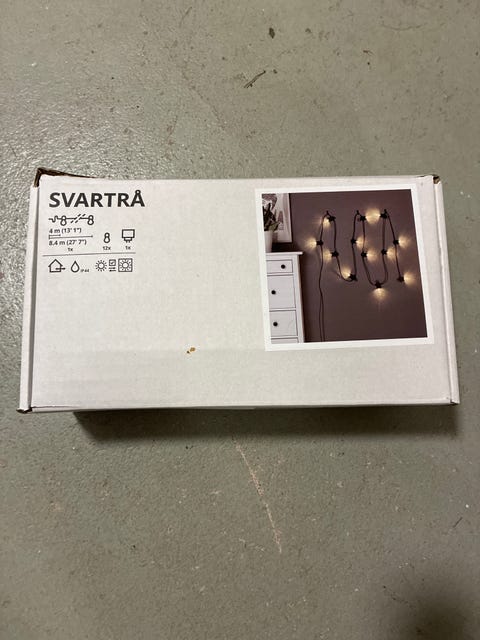 SVARTRÅ
4 m (13' 1")
8.4 m (27' 7")
1x
12x
1x
IP44